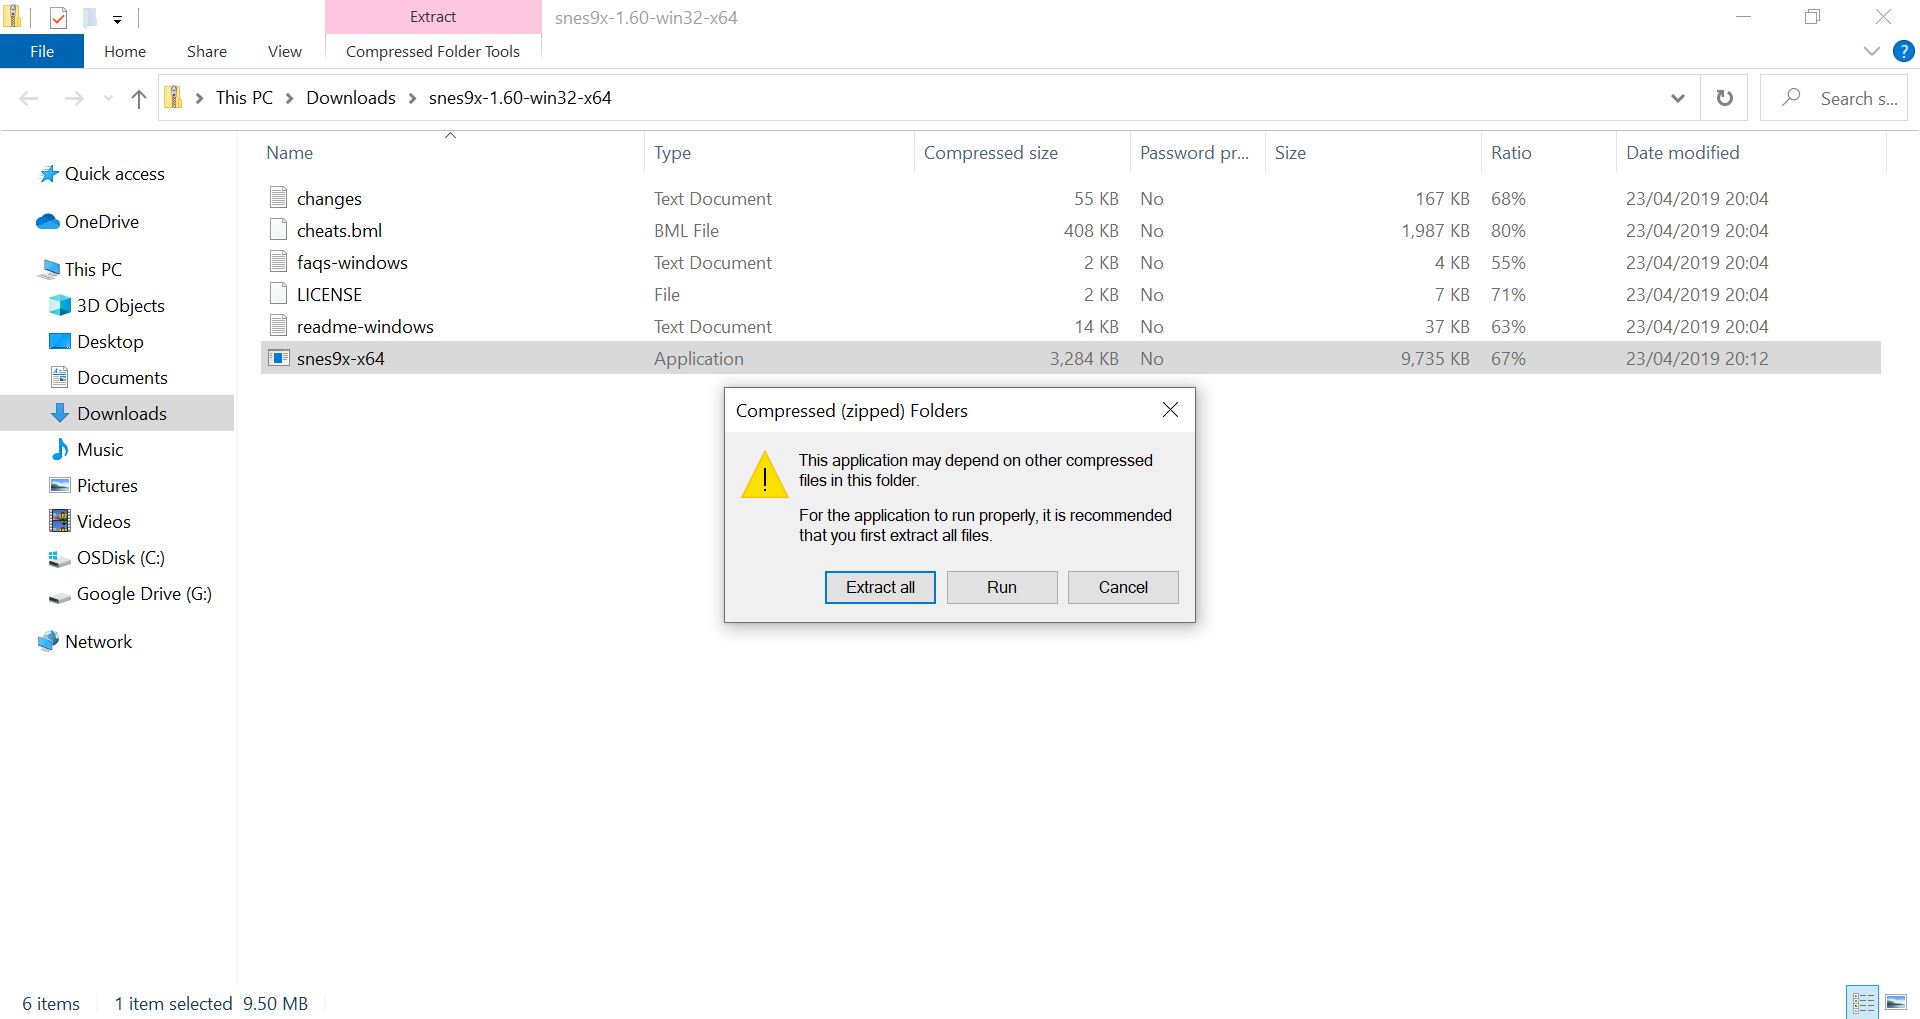 Extract
snes9x-1.60-win32-x64
File
Home
Share
View
Compressed Folder Tools
?
This PC > Downloads > snes9x-1.60-win32-x64
Search s...
Quick access
OneDrive
This PC
3D Objects
Desktop
Documents
Downloads
Music
Pictures
Videos
OSDisk (C:)
Google Drive (G:)
Network
Name Type Compressed size Password pr... Size Ratio Date modified
changes Text Document 55 KB No 167 KB 68% 23/04/2019 20:04
cheats.bml BML File 408 KB No 1,987 KB 80% 23/04/2019 20:04
faqs-windows Text Document 2 KB No 4 KB 55% 23/04/2019 20:04
LICENSE File 2 KB No 7 KB 71% 23/04/2019 20:04
readme-windows Text Document 14 KB No 37 KB 63% 23/04/2019 20:04
snes9x-x64 Application 3,284 KB No 9,735 KB 67% 23/04/2019 20:12
Compressed (zipped) Folders
This application may depend on other compressed
files in this folder.
For the application to run properly, it is recommended
that you first extract all files.
Extract all
Run
Cancel
6 items
1 item selected 9.50 MB